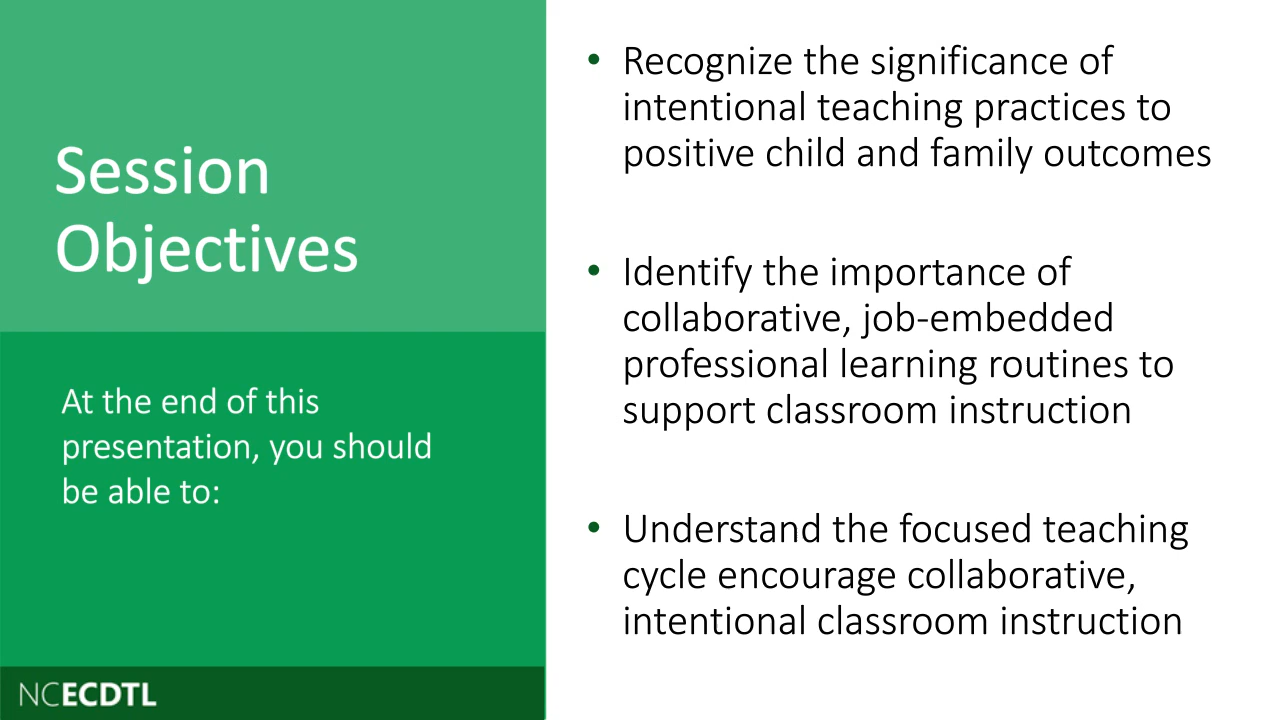 Session
Objectives
At the end of this
presentation, you should
be able to:
NCECDTL
• Recognize the significance of
intentional teaching practices to
positive child and family outcomes
• Identify the importance of
collaborative, job-embedded
professional learning routines to
support classroom instruction
• Understand the focused teaching
cycle encourage collaborative,
intentional classroom instruction